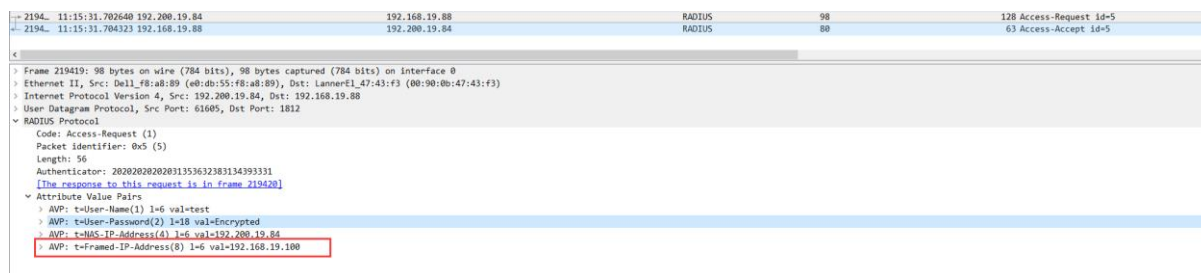 2194… 11:15:31.702640 192.200.19.84 192.168.19.88 RADIUS 98 128 Access-Request id=5
2194… 11:15:31.704323 192.168.19.88 192.200.19.84 RADIUS 80 63 Access-Accept id=5
> Frame 219419: 98 bytes on wire (784 bits), 98 bytes captured (784 bits) on interface 0
> Ethernet II, Src: Dell_f8:a8:89 (e0:db:55:f8:a8:89), Dst: LannerEl_47:43:f3 (00:90:0b:47:43:f3)
> Internet Protocol Version 4, Src: 192.200.19.84, Dst: 192.168.19.88
> User Datagram Protocol, Src Port: 61605, Dst Port: 1812
RADIUS Protocol
Code: Access-Request (1)
Packet identifier: 0x5 (5)
Length: 56
Authenticator: 20202020202031353632383134393331
[The response to this request is in frame 219420]
Attribute Value Pairs
> AVP: t=User-Name(1) l=6 val=test
> AVP: t=User-Password(2) l=18 val=Encrypted
> AVP: t=NAS-IP-Address(4) l=6 val=192.200.19.84
> AVP: t=Framed-IP-Address(8) l=6 val=192.168.19.100